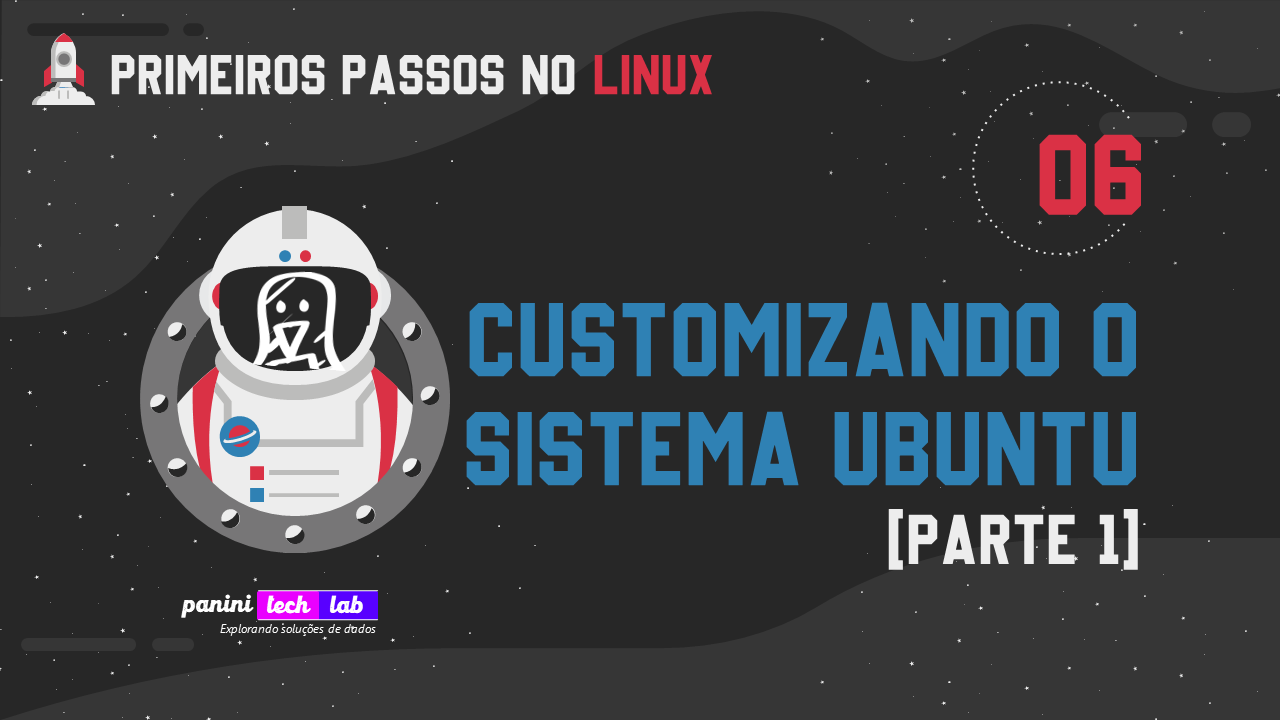 PRIMEIROS PASSOS NO LINUX
06
CUSTOMIZANDO O
SISTEMA UBUNTU
[PARTE 1]
panini tech lab
Explorando soluções de dados